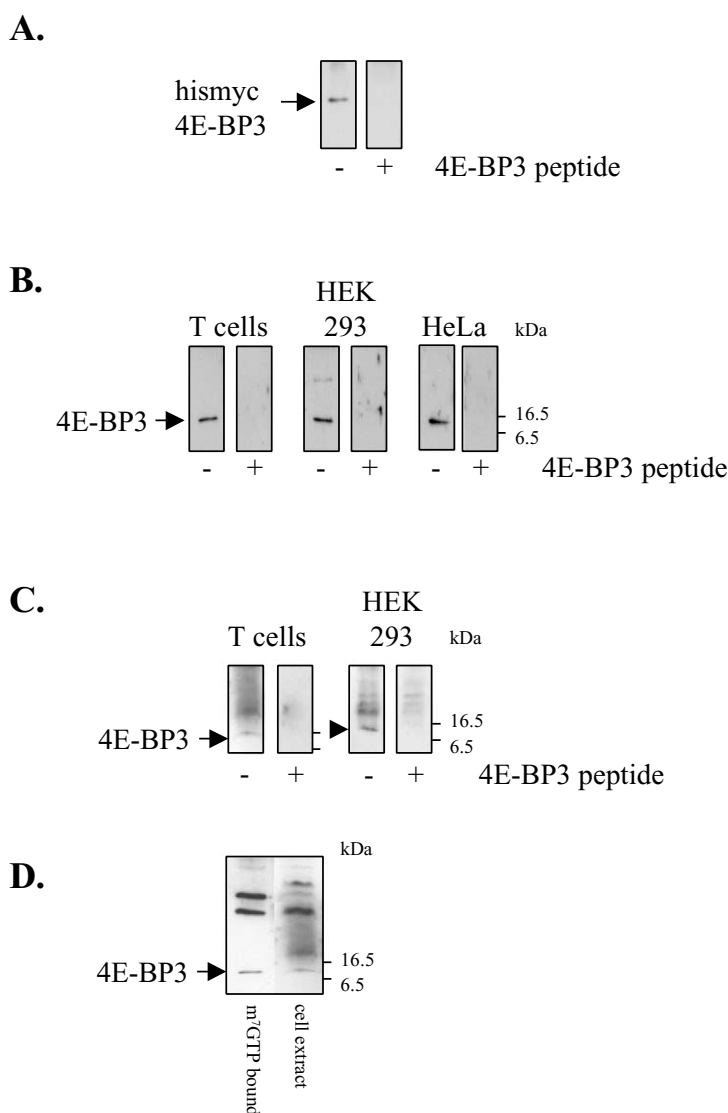 A.
hismyc
4E-BP3
- +
4E-BP3 peptide
B.
T cells
HEK
293
HeLa
kDa
4E-BP3
16.5
6.5
- + - + - +
4E-BP3 peptide
C.
T cells
HEK
293
kDa
4E-BP3
16.5
6.5
- + - +
4E-BP3 peptide
D.
kDa
4E-BP3
16.5
6.5
m⁷GTP bound
cell extract